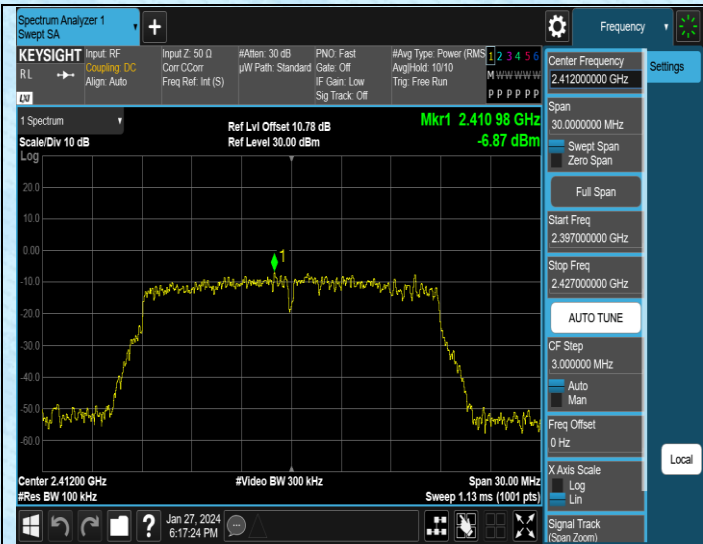 Spectrum Analyzer 1
Swept SA
+
Frequency
KEYSIGHT
RL
LXI
Input: RF
Coupling: DC
Align: Auto
Input Z: 50 Ω
Corr CCorr
Freq Ref: Int (S)
#Atten: 30 dB
µW Path: Standard
PNO: Fast
Gate: Off
IF Gain: Low
Sig Track: Off
#Avg Type: Power (RMS
Avg|Hold: 10/10
Trig: Free Run
1 2 3 4 5 6
M W W W W W
P P P P P P
1 Spectrum
Scale/Div 10 dB
Log
Ref Lvl Offset 10.78 dB
Ref Level 30.00 dBm
Mkr1 2.410 98 GHz
-6.87 dBm
20.0
10.0
0.00
-10.0
-20.0
-30.0
-40.0
-50.0
-60.0
1
Center 2.41200 GHz
#Res BW 100 kHz
#Video BW 300 kHz
Span 30.00 MHz
Sweep 1.13 ms (1001 pts)
?
Jan 27, 2024
6:17:24 PM
Center Frequency
2.412000000 GHz
Span
30.0000000 MHz
Swept Span
Zero Span
Full Span
Start Freq
2.397000000 GHz
Stop Freq
2.427000000 GHz
AUTO TUNE
CF Step
3.000000 MHz
Auto
Man
Freq Offset
0 Hz
X Axis Scale
Log
Lin
Signal Track
(Span Zoom)
Settings
Local